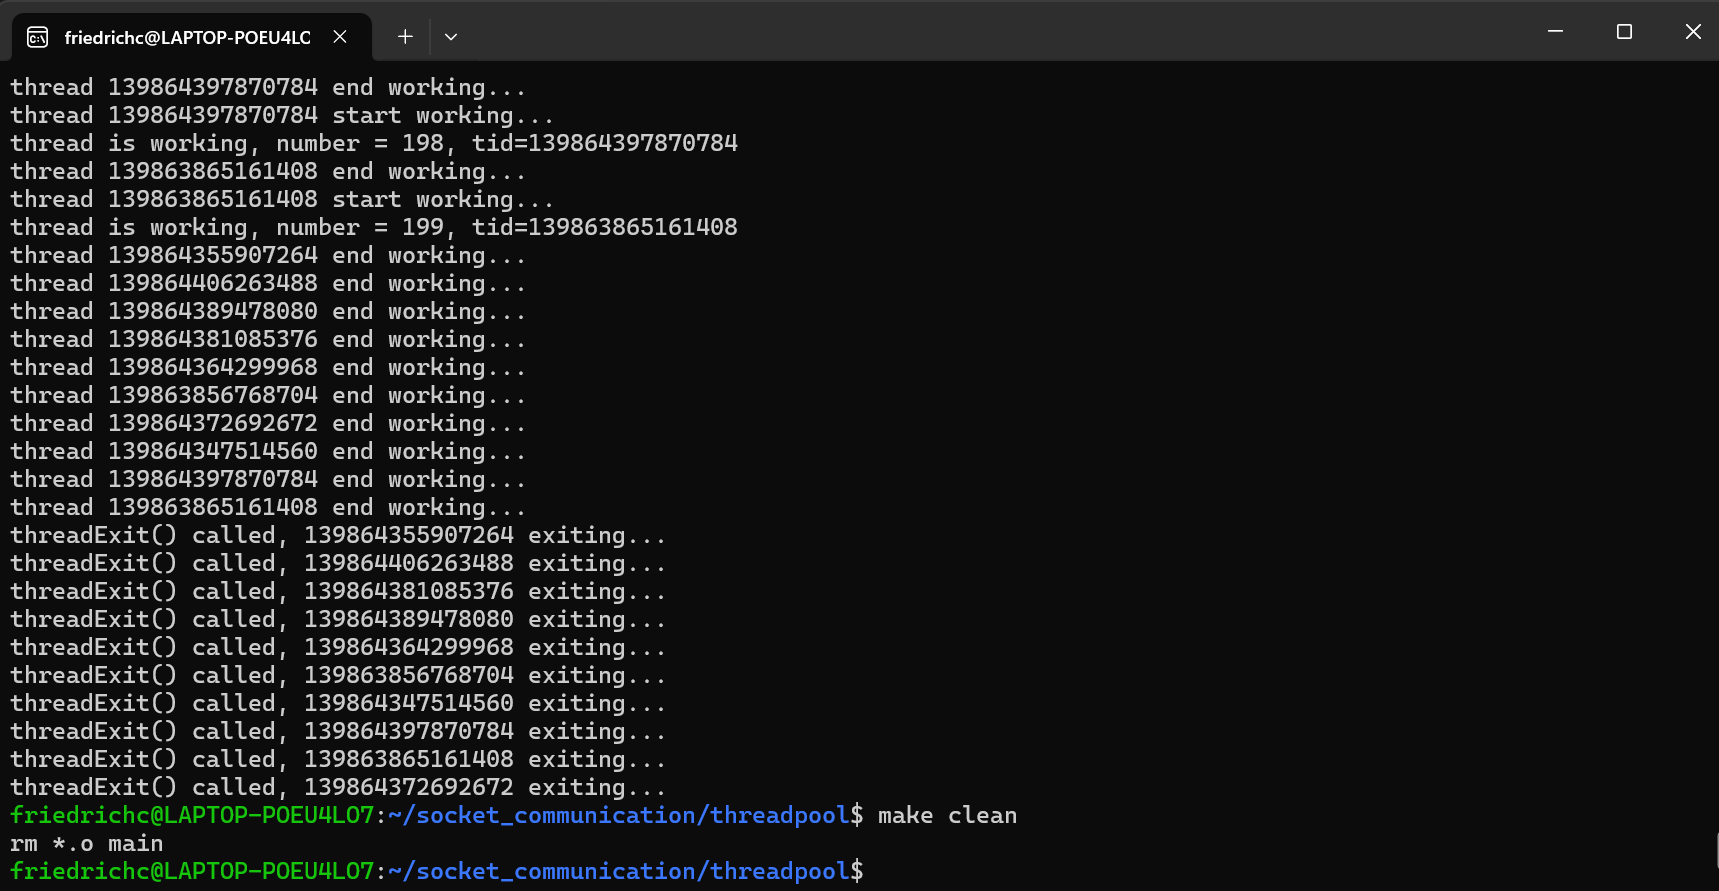 friedrichc@LAPTOP-POEU4LO
thread 139864397870784 end working...
thread 139864397870784 start working...
thread is working, number = 198, tid=139864397870784
thread 139863865161408 end working...
thread 139863865161408 start working...
thread is working, number = 199, tid=139863865161408
thread 139864355907264 end working...
thread 139864406263488 end working...
thread 139864389478080 end working...
thread 139864381085376 end working...
thread 139864364299968 end working...
thread 139863856768704 end working...
thread 139864372692672 end working...
thread 139864347514560 end working...
thread 139864397870784 end working...
thread 139863865161408 end working...
threadExit() called, 139864355907264 exiting...
threadExit() called, 139864406263488 exiting...
threadExit() called, 139864381085376 exiting...
threadExit() called, 139864389478080 exiting...
threadExit() called, 139864364299968 exiting...
threadExit() called, 139863856768704 exiting...
threadExit() called, 139864347514560 exiting...
threadExit() called, 139864397870784 exiting...
threadExit() called, 139863865161408 exiting...
threadExit() called, 139864372692672 exiting...
friedrichc@LAPTOP-POEU4LO7:~/socket_communication/threadpool$ make clean
rm *.o main
friedrichc@LAPTOP-POEU4LO7:~/socket_communication/threadpool$